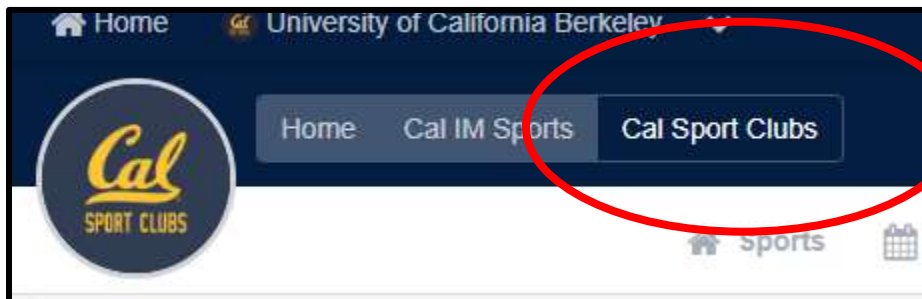 Home University of California Berkeley
Home Cal IM Sports Cal Sport Clubs
Cal
SPORT CLUBS
Sports